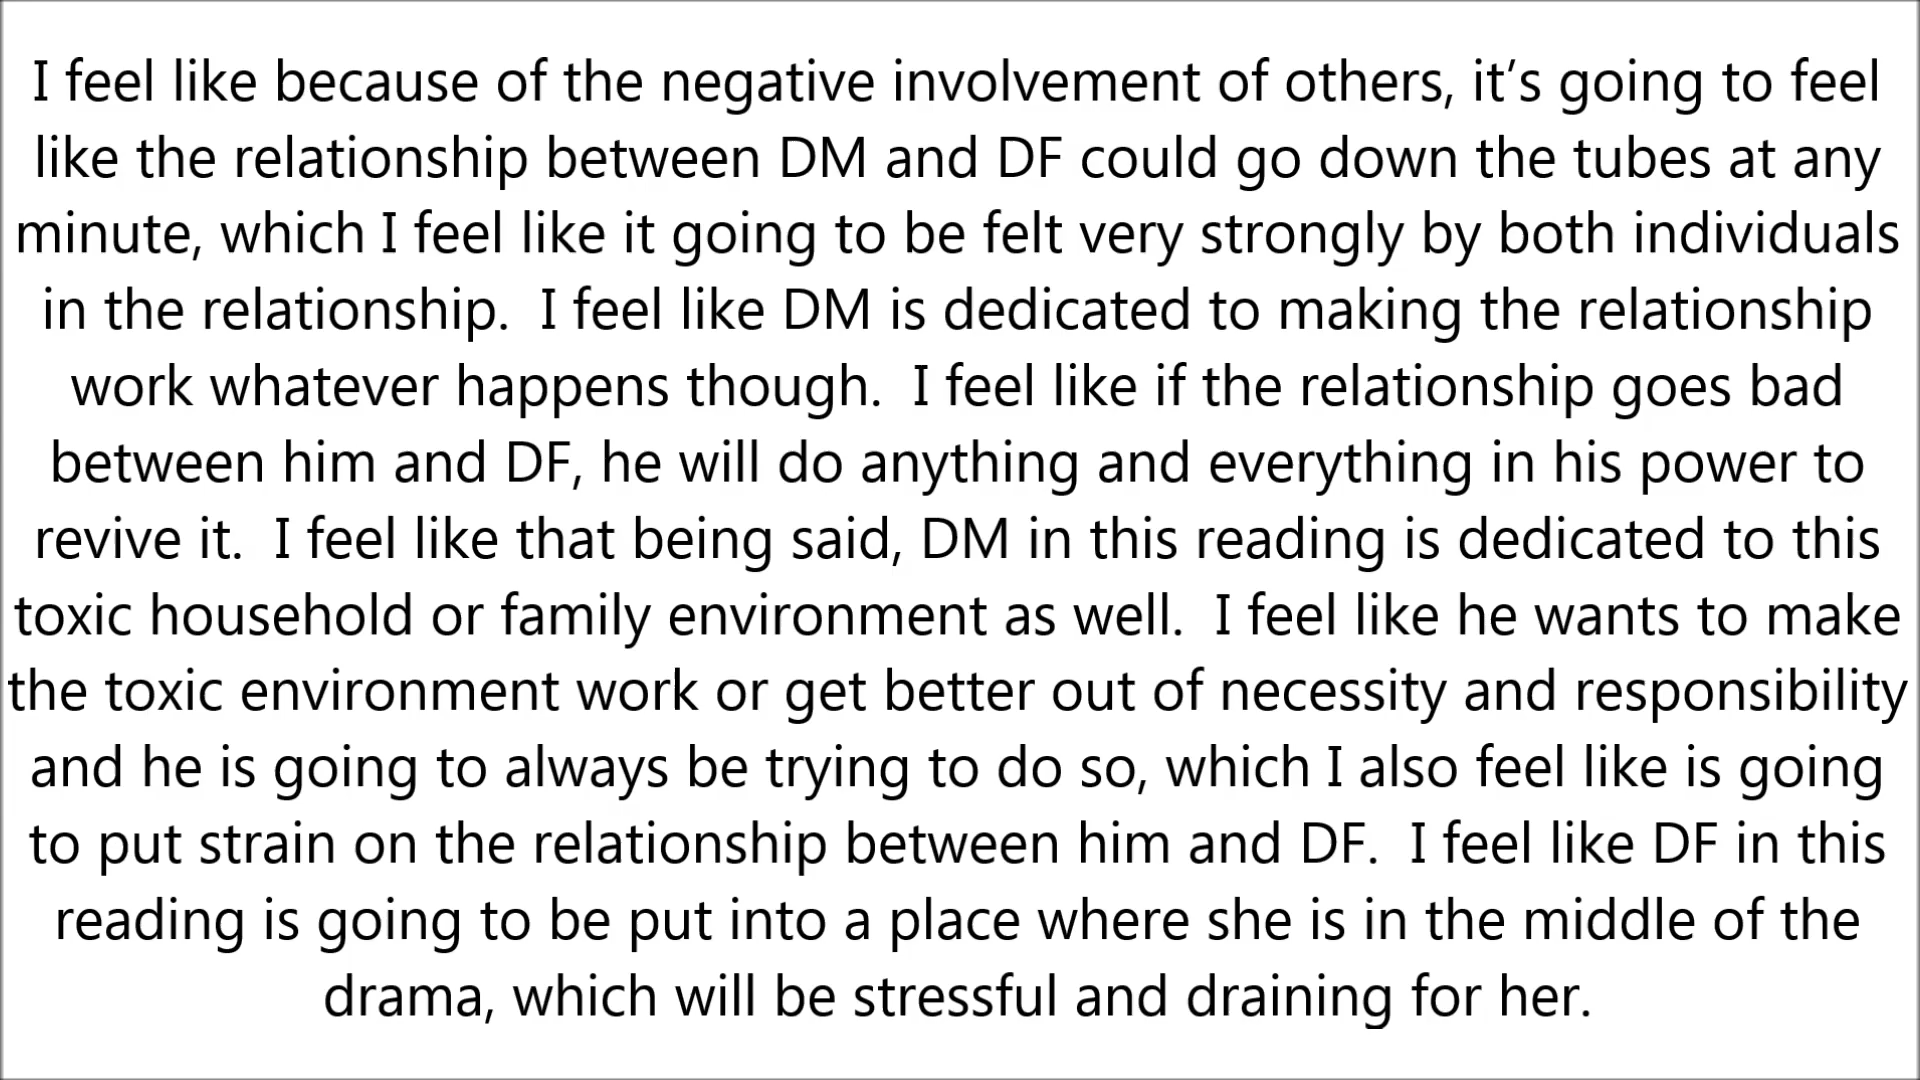 I feel like because of the negative involvement of others, it’s going to feel
like the relationship between DM and DF could go down the tubes at any
minute, which I feel like it going to be felt very strongly by both individuals
in the relationship.  I feel like DM is dedicated to making the relationship
work whatever happens though.  I feel like if the relationship goes bad
between him and DF, he will do anything and everything in his power to
revive it.  I feel like that being said, DM in this reading is dedicated to this
toxic household or family environment as well.  I feel like he wants to make
the toxic environment work or get better out of necessity and responsibility
and he is going to always be trying to do so, which I also feel like is going
to put strain on the relationship between him and DF.  I feel like DF in this
reading is going to be put into a place where she is in the middle of the
drama, which will be stressful and draining for her.